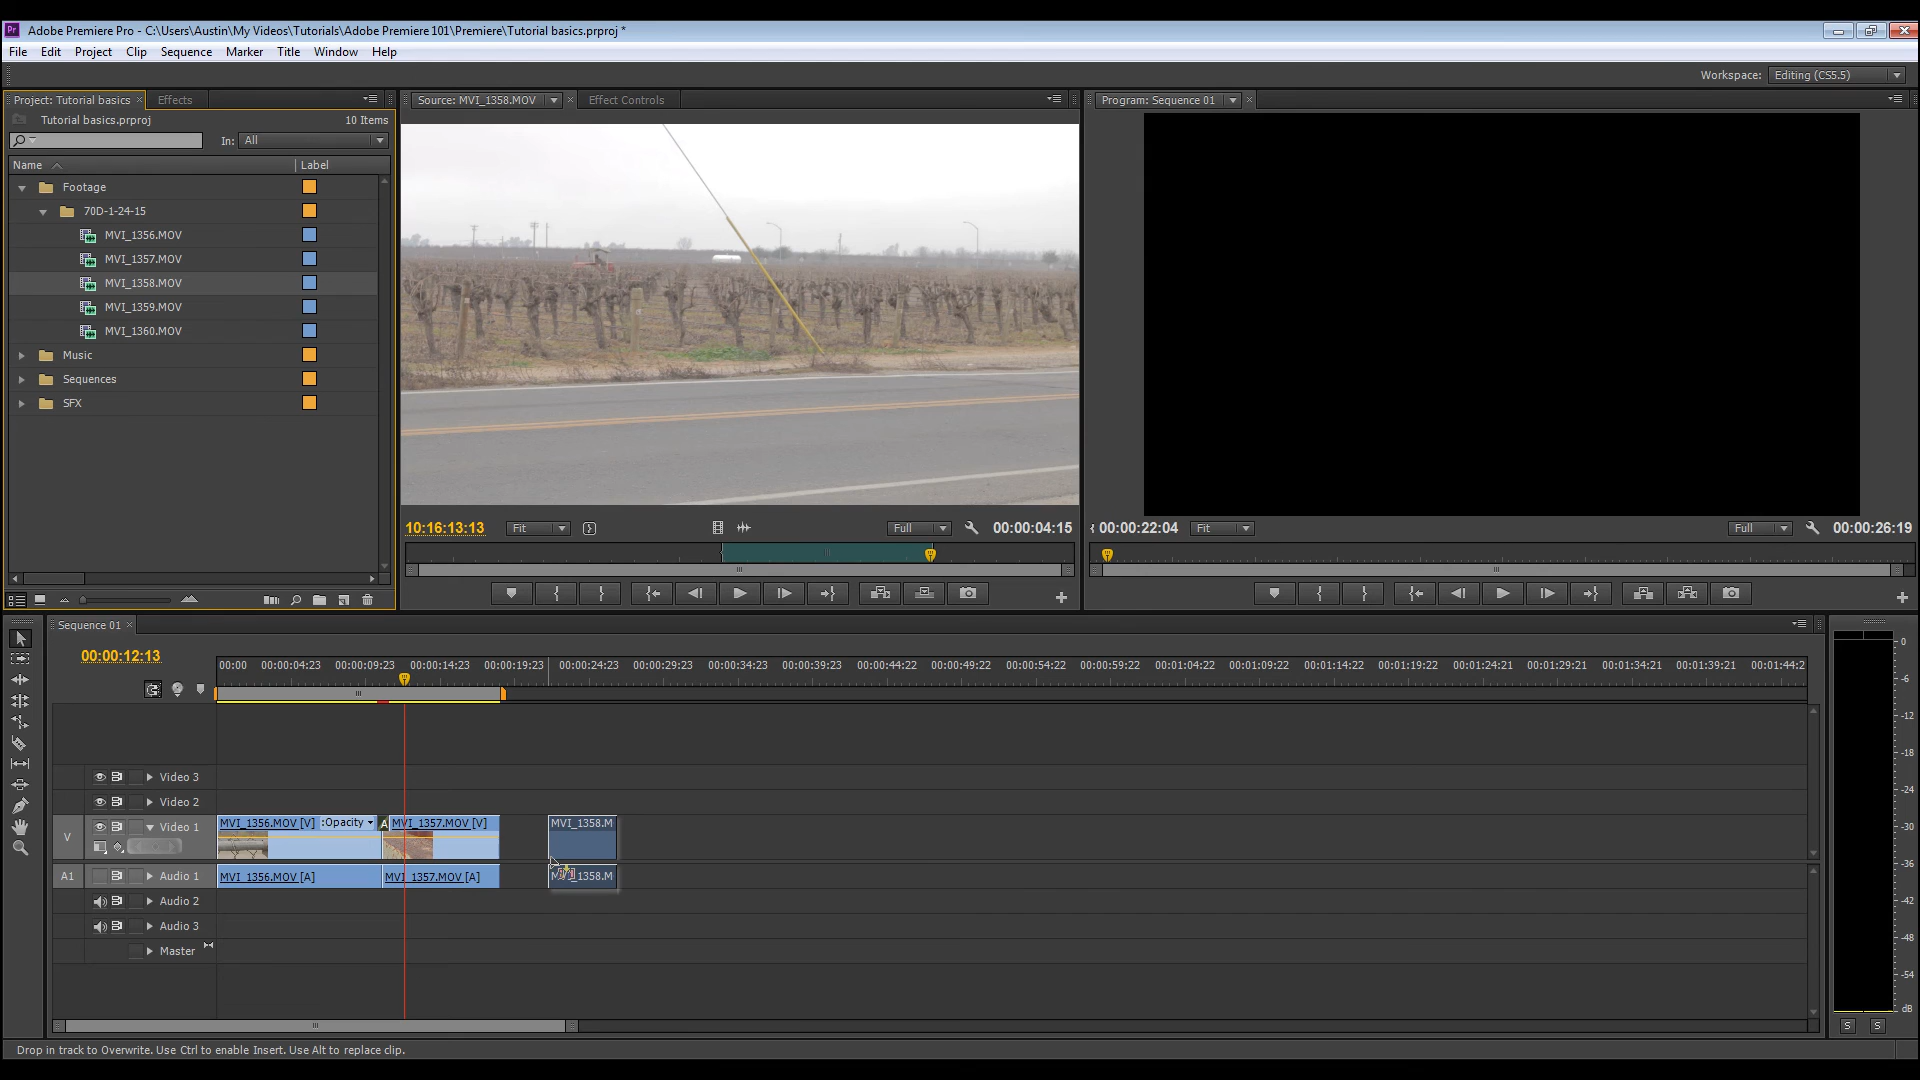 Pr Adobe Premiere Pro - C:\Users\Austin\My Videos\Tutorials\Adobe Premiere 101\Premiere\Tutorial basics.prproj *
File Edit Project Clip Sequence Marker Title Window Help
Workspace: Editing (CS5.5)
Project: Tutorial basics Effects
Source: MVI_1358.MOV Effect Controls
Program: Sequence 01
Tutorial basics.prproj 10 Items
In: All
Name Label
Footage
70D-1-24-15
MVI_1356.MOV
MVI_1357.MOV
MVI_1358.MOV
MVI_1359.MOV
MVI_1360.MOV
Music
Sequences
SFX
10:16:13:13 Fit Full 00:00:04:15
00:00:22:04 Fit Full 00:00:26:19
Sequence 01
00:00:12:13
00:00 00:00:04:23 00:00:09:23 00:00:14:23 00:00:19:23 00:00:24:23 00:00:29:23 00:00:34:23 00:00:39:23 00:00:44:22 00:00:49:22 00:00:54:22 00:00:59:22 00:01:04:22 00:01:09:22 00:01:14:22 00:01:19:22 00:01:24:21 00:01:29:21 00:01:34:21 00:01:39:21 00:01:44:2
Video 3
Video 2
V Video 1
MVI_1356.MOV [V] :Opacity MVI_1357.MOV [V] MVI_1358.M
A1 Audio 1
MVI_1356.MOV [A] MVI_1357.MOV [A] MVI_1358.M
Audio 2
Audio 3
Master
0
-6
-12
-18
-24
-30
-36
-42
-48
-54
dB
S S
Drop in track to Overwrite. Use Ctrl to enable Insert. Use Alt to replace clip.